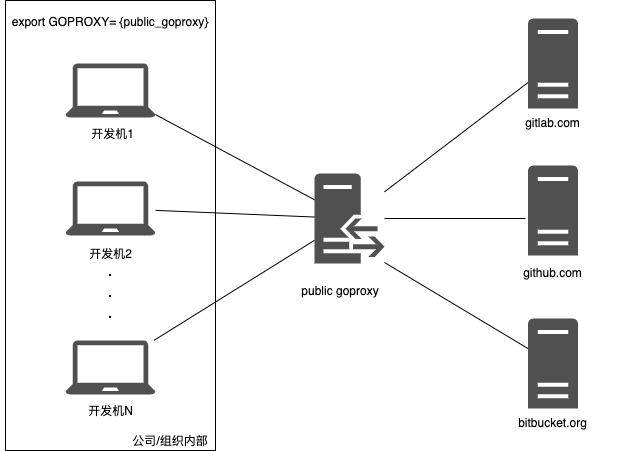 export GOPROXY= {public_goproxy}
开发机1
开发机2
开发机N
公司/组织内部
public goproxy
gitlab.com
github.com
bitbucket.org